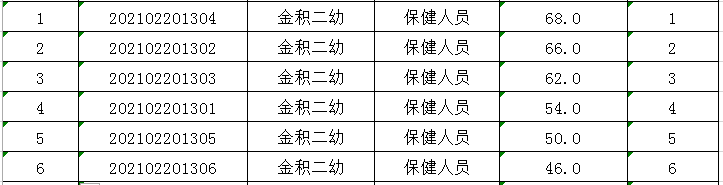 1 202102201304 金积二幼 保健人员 68.0 1
2 202102201302 金积二幼 保健人员 66.0 2
3 202102201303 金积二幼 保健人员 62.0 3
4 202102201301 金积二幼 保健人员 54.0 4
5 202102201305 金积二幼 保健人员 50.0 5
6 202102201306 金积二幼 保健人员 46.0 6